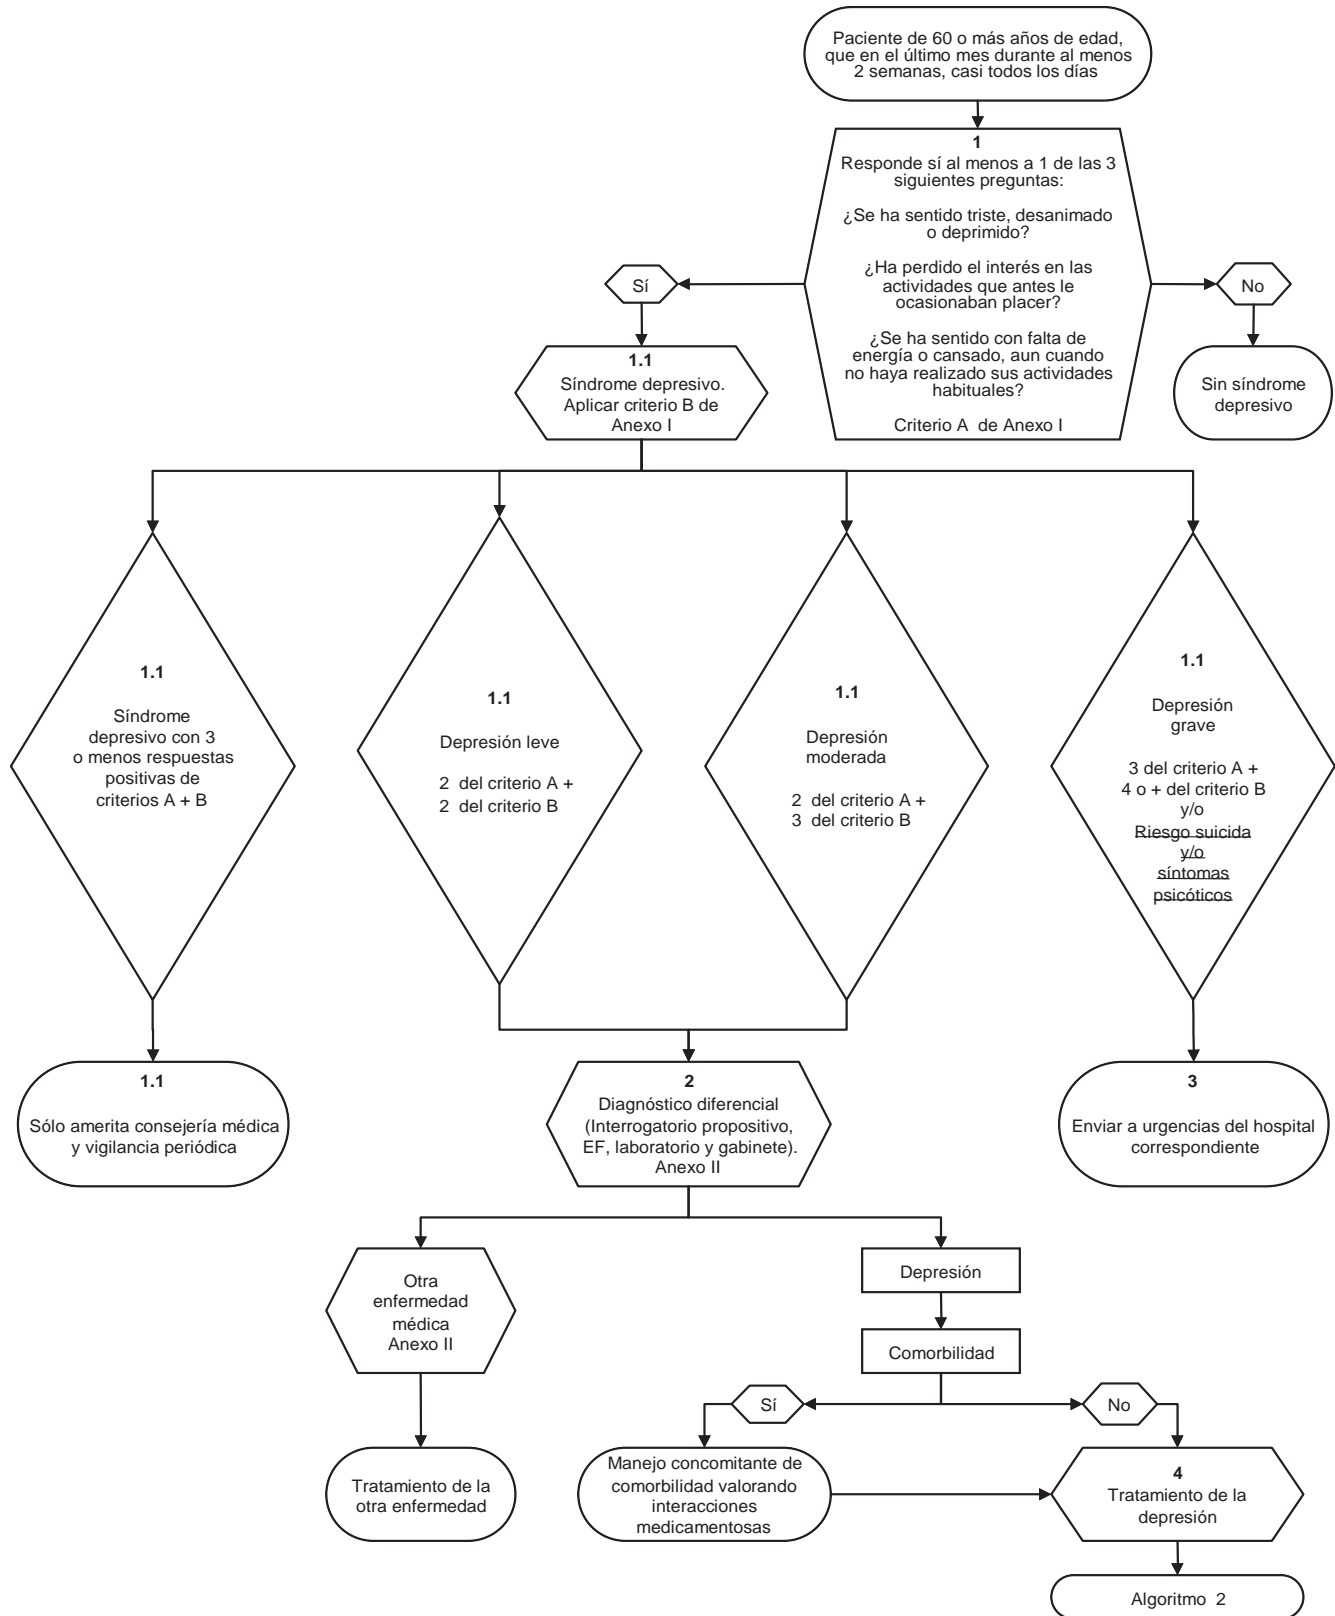 Paciente de 60 o más años de edad,
que en el último mes durante al menos
2 semanas, casi todos los días
1
Responde sí al menos a 1 de las 3
siguientes preguntas:
¿Se ha sentido triste, desanimado
o deprimido?
¿Ha perdido el interés en las
actividades que antes le
ocasionaban placer?
¿Se ha sentido con falta de
energía o cansado, aun cuando
no haya realizado sus actividades
habituales?
Criterio A de Anexo I
Sí
No
1.1
Síndrome depresivo.
Aplicar criterio B de
Anexo I
Sin síndrome
depresivo
1.1
Síndrome
depresivo con 3
o menos respuestas
positivas de
criterios A + B
1.1
Depresión leve
2 del criterio A +
2 del criterio B
1.1
Depresión
moderada
2 del criterio A +
3 del criterio B
1.1
Depresión
grave
3 del criterio A +
4 o + del criterio B
y/o
Riesgo suicida
y/o
síntomas
psicóticos
1.1
Sólo amerita consejería médica
y vigilancia periódica
2
Diagnóstico diferencial
(Interrogatorio propositivo,
EF, laboratorio y gabinete).
Anexo II
3
Enviar a urgencias del hospital
correspondiente
Otra
enfermedad
médica
Anexo II
Depresión
Comorbilidad
Sí
No
Tratamiento de la
otra enfermedad
Manejo concomitante de
comorbilidad valorando
interacciones
medicamentosas
4
Tratamiento de la
depresión
Algoritmo 2